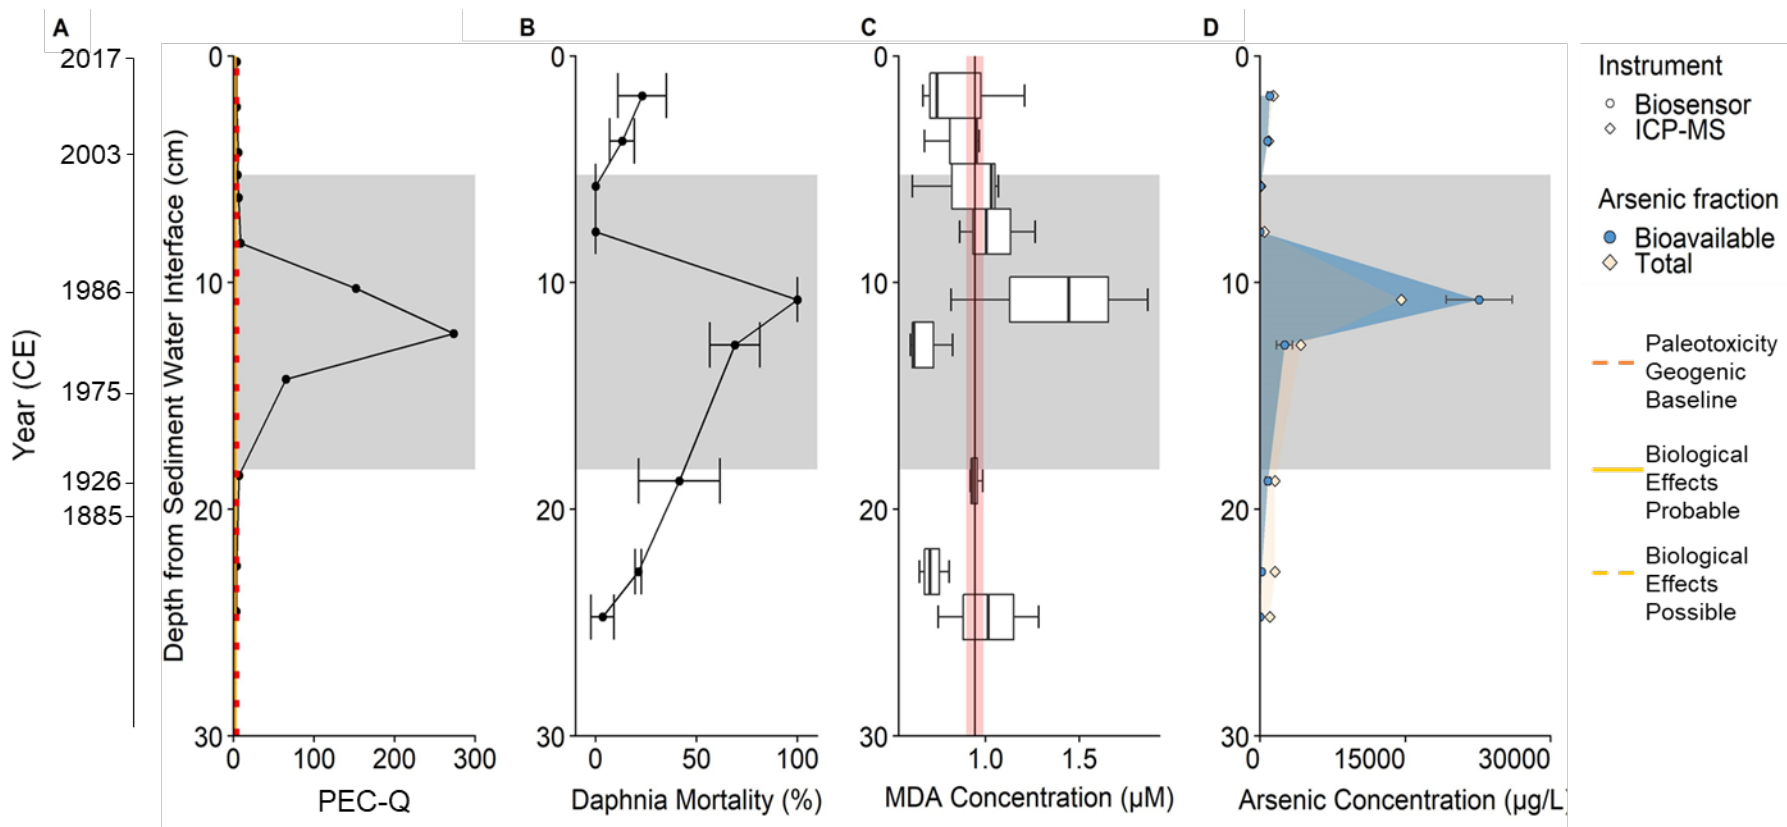 A
B
C
D
Year (CE)
2017
2003
1986
1975
1926
1885
Depth from Sediment Water Interface (cm)
0
10
20
30
0
100
200
300
PEC-Q
0
10
20
30
0
50
100
Daphnia Mortality (%)
0
10
20
30
1.0
1.5
MDA Concentration (µM)
0
10
20
30
0
15000
30000
Arsenic Concentration (µg/L)
Instrument
Biosensor
ICP-MS
Arsenic fraction
Bioavailable
Total
Paleotoxicity
Geogenic
Baseline
Biological
Effects
Probable
Biological
Effects
Possible